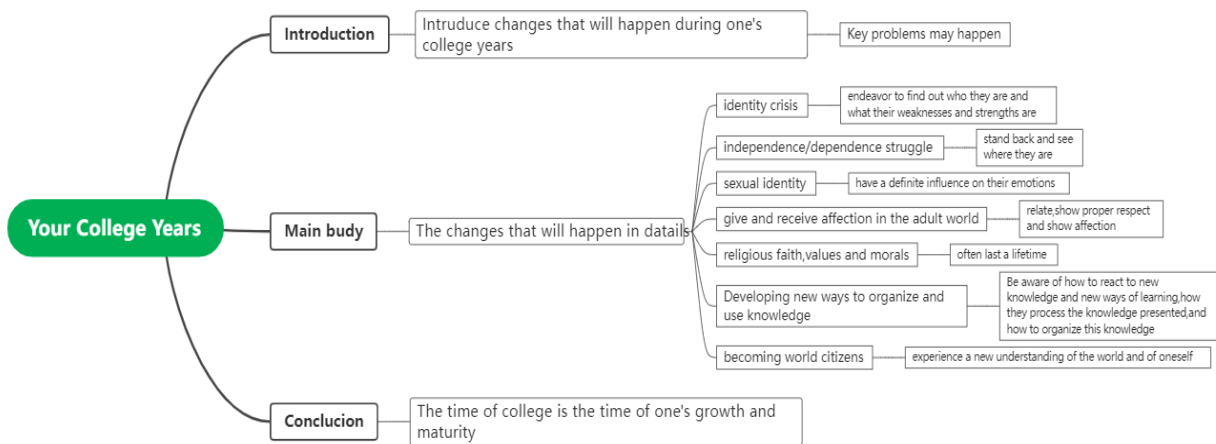 Your College Years
Introduction
Intruduce changes that will happen during one's
college years
Key problems may happen
Main budy
The changes that will happen in datails
identity crisis
endeavor to find out who they are and
what their weaknesses and strengths are
independence/dependence struggle
stand back and see
where they are
sexual identity
have a definite influence on their emotions
give and receive affection in the adult world
relate,show proper respect
and show affection
religious faith,values and morals
often last a lifetime
Developing new ways to organize and
use knowledge
Be aware of how to react to new
knowledge and new ways of learning,how
they process the knowledge presented,and
how to organize this knowledge
becoming world citizens
experience a new understanding of the world and of oneself
Conclucion
The time of college is the time of one's growth and
maturity